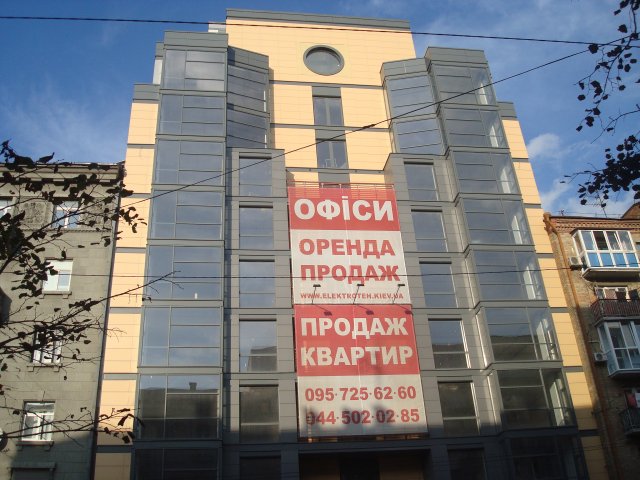 ОФІСИ
ОРЕНДА
ПРОДАЖ
WWW.ELEKTROTEH.KIEV.UA
ПРОДАЖ
КВАРТИР
095-725-62-60
044-502-02-85